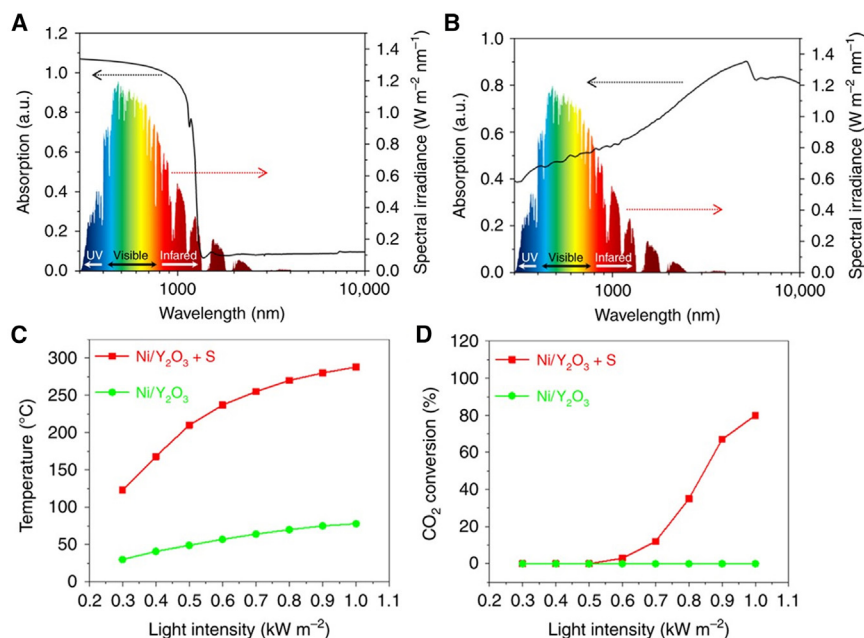 A
Absorption (a.u.)
1.2
1.0
0.8
0.6
0.4
0.2
0.0
UV Visible Infared
1000
10,000
Wavelength (nm)
1.4
1.2
1.0
0.8
0.6
0.4
0.2
0.0
Spectral irradiance (W m⁻² nm⁻¹)
B
Absorption (a.u.)
1.0
0.8
0.6
0.4
0.2
0.0
UV Visible Infrared
1000
10,000
Wavelength (nm)
1.4
1.2
1.0
0.8
0.6
0.4
0.2
0.0
Spectral irradiance (W m⁻² nm⁻¹)
C
Temperature (°C)
300
250
200
150
100
50
0
Ni/Y₂O₃ + S
Ni/Y₂O₃
0.2 0.3 0.4 0.5 0.6 0.7 0.8 0.9 1.0 1.1
Light intensity (kW m⁻²)
D
CO₂ conversion (%)
120
100
80
60
40
20
0
Ni/Y₂O₃ + S
Ni/Y₂O₃
0.2 0.3 0.4 0.5 0.6 0.7 0.8 0.9 1.0 1.1
Light intensity (kW m⁻²)